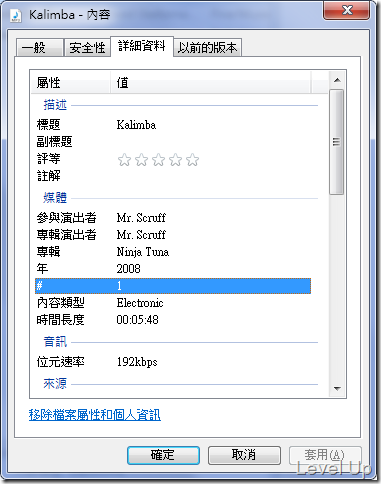 Kalimba - 內容
一般 安全性 詳細資料 以前的版本
屬性 值
描述
標題 Kalimba
副標題
評等
註解
媒體
參與演出者 Mr. Scruff
專輯演出者 Mr. Scruff
專輯 Ninja Tuna
年 2008
# 1
內容類型 Electronic
時間長度 00:05:48
音訊
位元速率 192kbps
來源
移除檔案屬性和個人資訊
確定 取消 套用(A)
Level Up